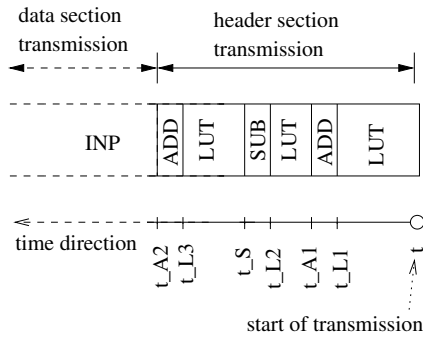 data section
transmission
header section
transmission
INP
ADD
LUT
SUB
LUT
ADD
LUT
time direction
t_A2
t_L3
t_S
t_L2
t_A1
t_L1
t
start of transmission